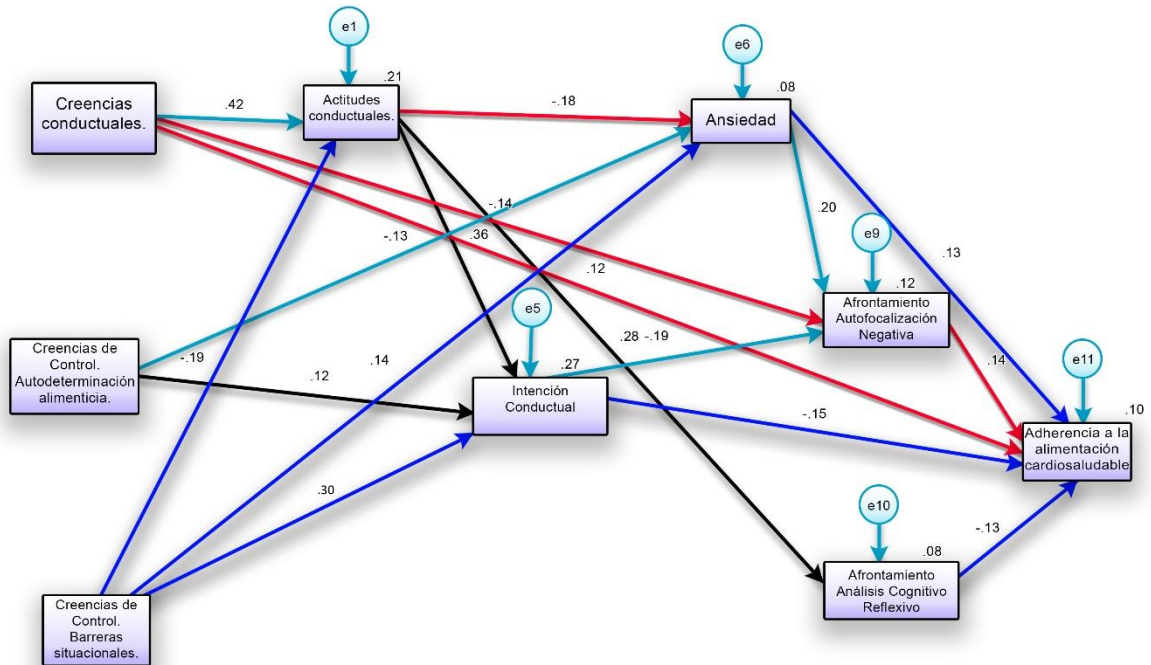 e1
e6
.21
.08
Creencias
conductuales.
.42
Actitudes
conductuales.
-.18
Ansiedad
.20
e9
-.14
-.13
.36
.12
.13
.12
Afrontamiento
Autofocalización
Negativa
e5
.28
-.19
.27
.14
e11
Creencias de
Control.
Autodeterminación
alimenticia.
-.19
.14
.12
Intención
Conductual
-.15
.10
Adherencia a la
alimentación
cardiosaludable
.30
e10
-.13
.08
Afrontamiento
Análisis Cognitivo
Reflexivo
Creencias de
Control.
Barreras
situacionales.